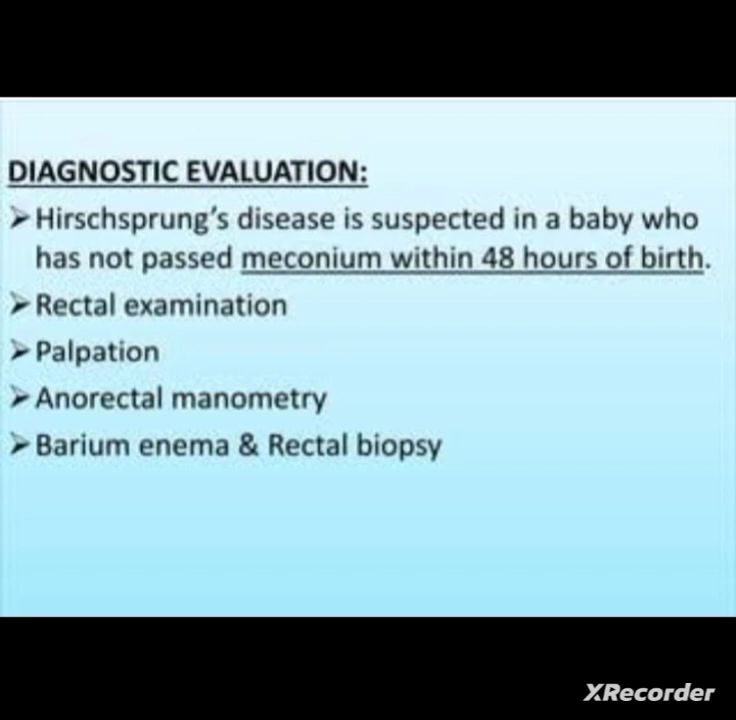 DIAGNOSTIC EVALUATION:
➤Hirschsprung's disease is suspected in a baby who
has not passed meconium within 48 hours of birth.
➤Rectal examination
➤Palpation
➤Anorectal manometry
➤Barium enema & Rectal biopsy
XRecorder